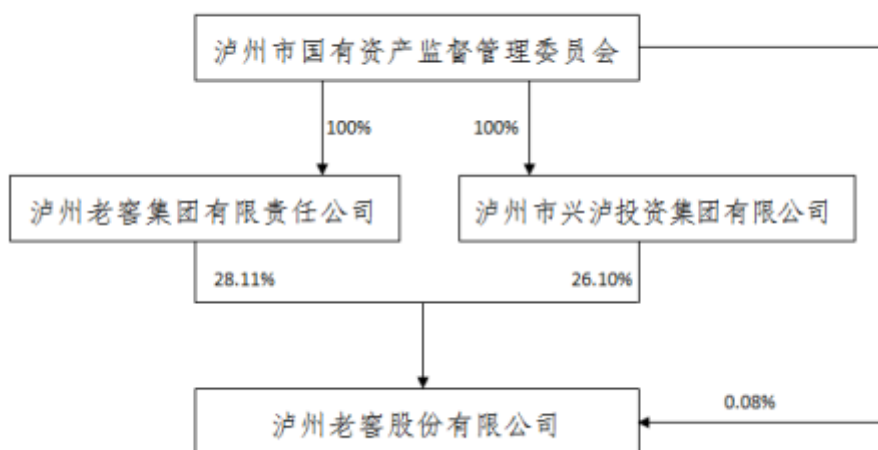 泸州市国有资产监督管理委员会
100%
100%
泸州老窖集团有限责任公司
泸州市兴泸投资集团有限公司
28.11%
26.10%
0.08%
泸州老窖股份有限公司